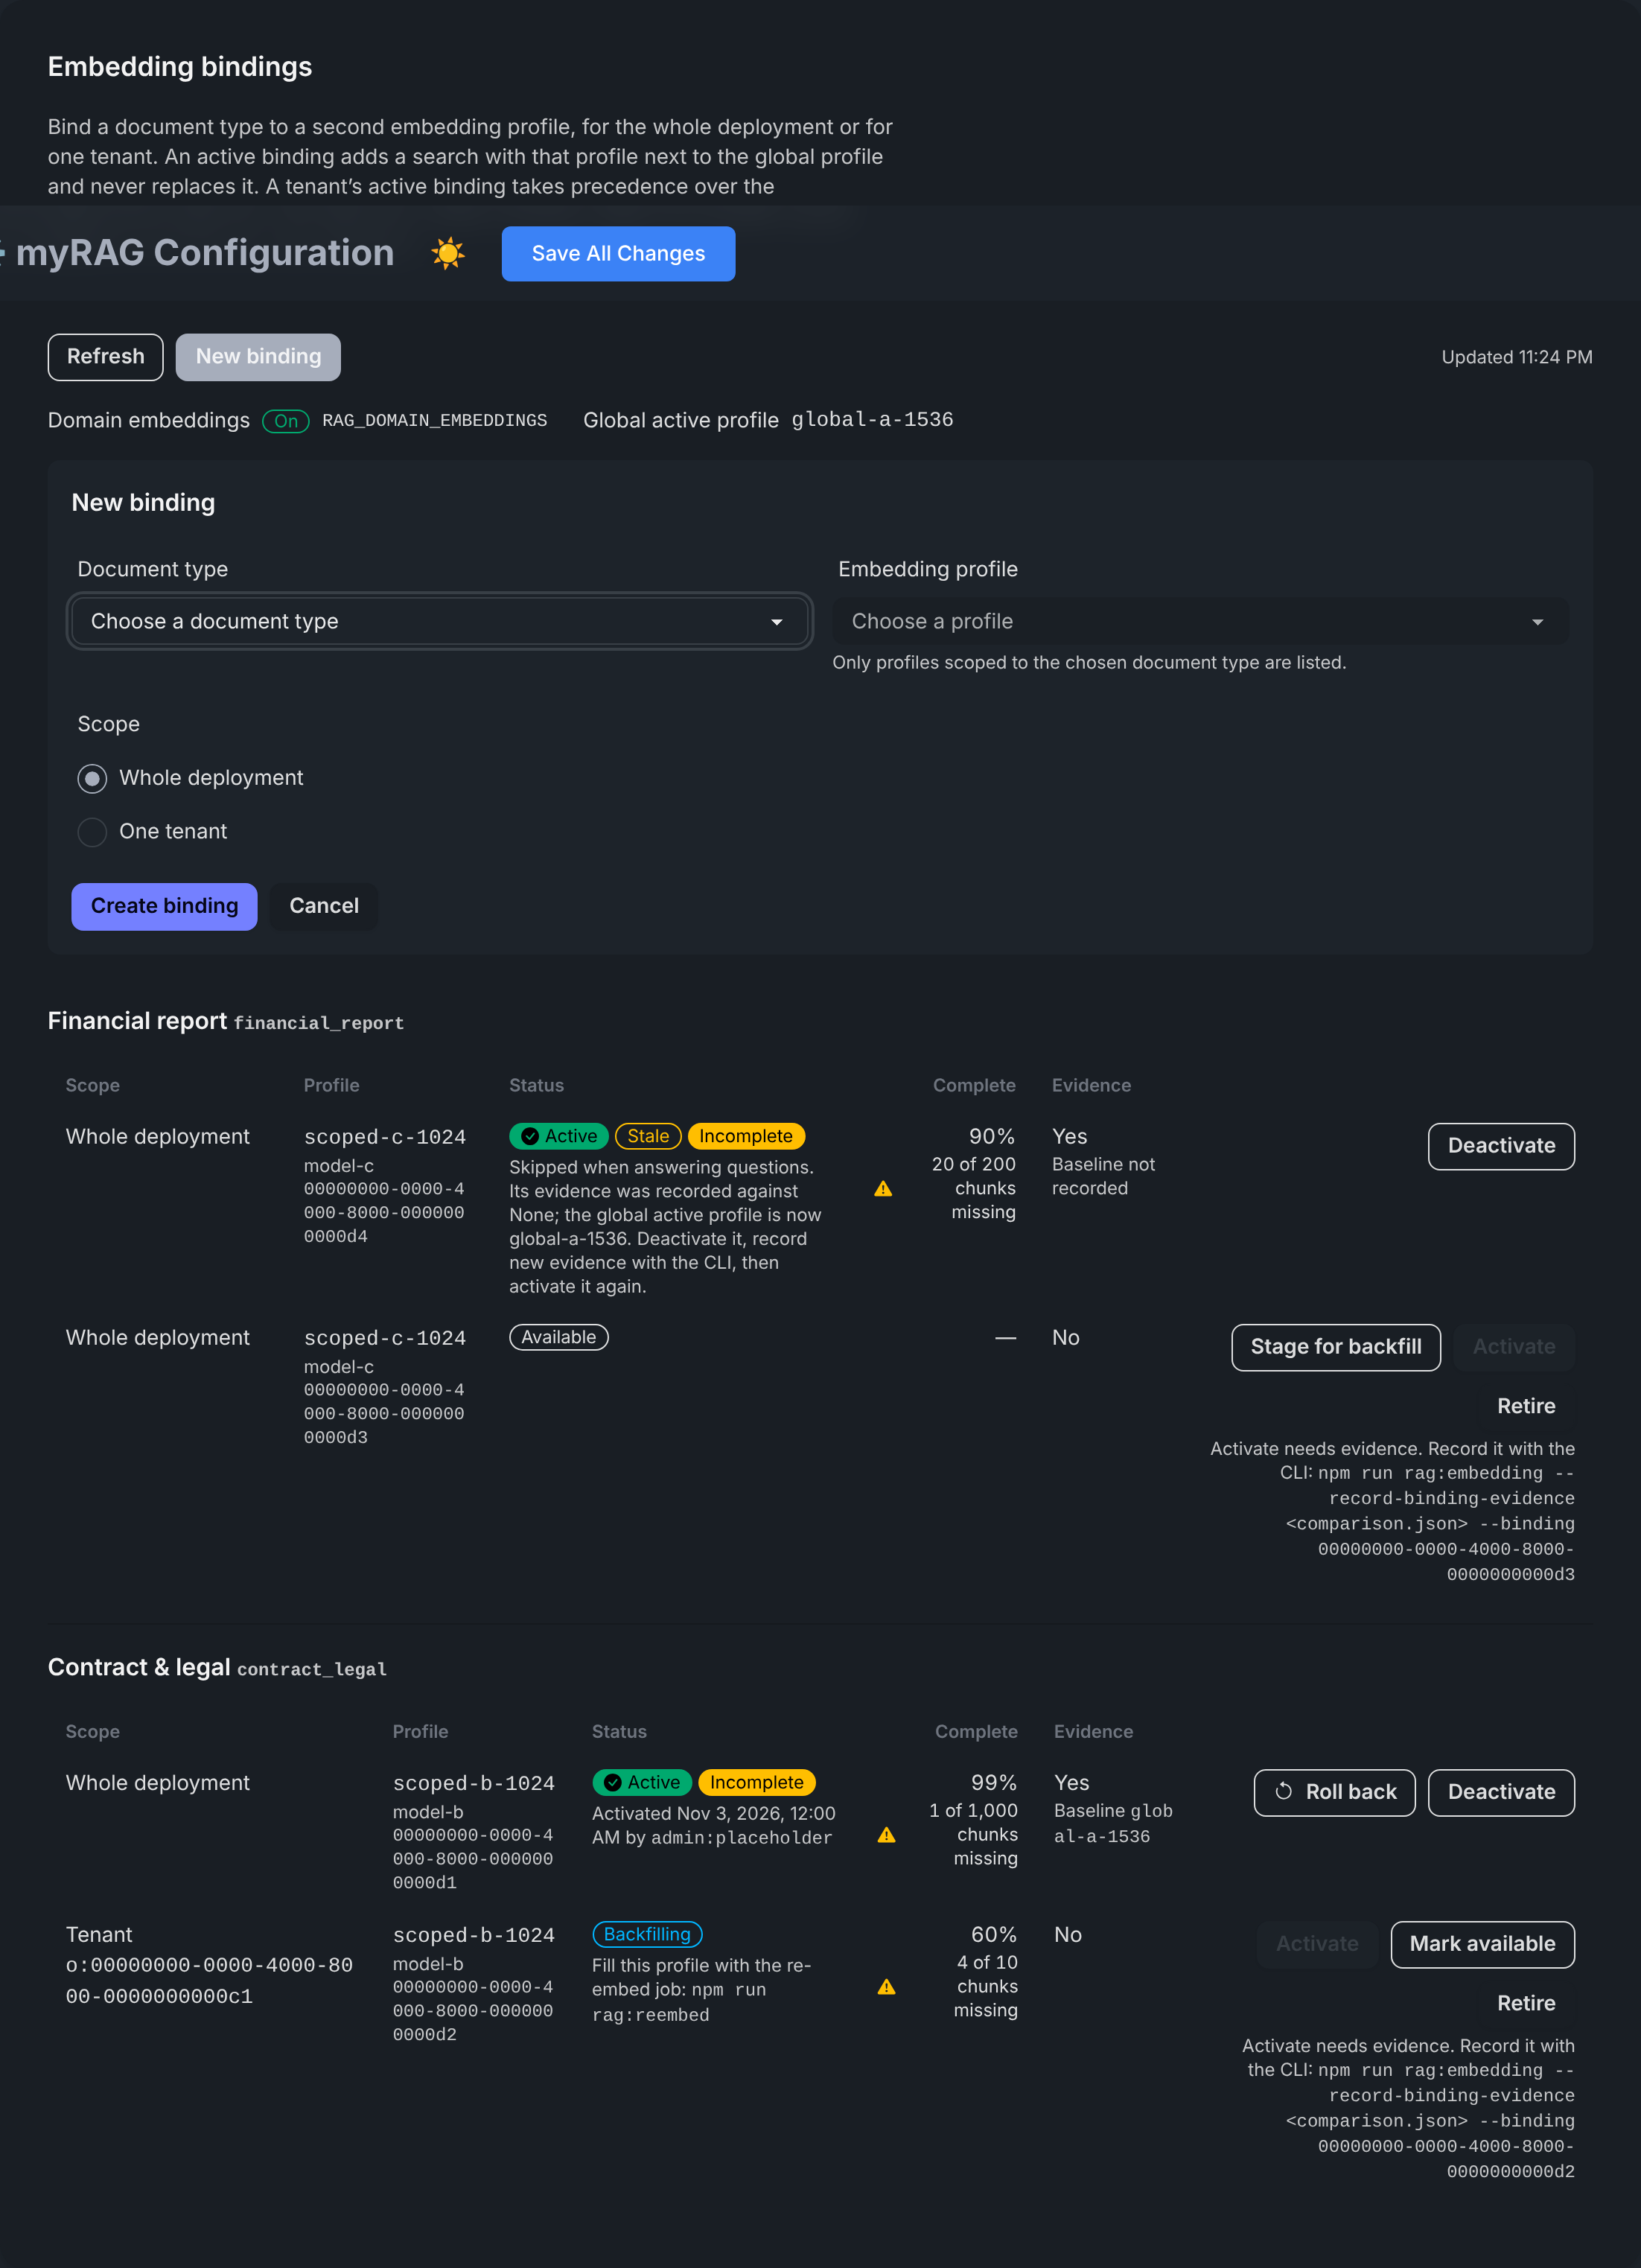 Embedding bindings
Bind a document type to a second embedding profile, for the whole deployment or for
one tenant. An active binding adds a search with that profile next to the global profile
and never replaces it. A tenant’s active binding takes precedence over the
myRAG Configuration
Save All Changes
Refresh
New binding
Updated 11:24 PM
Domain embeddings On RAG_DOMAIN_EMBEDDINGS Global active profile global-a-1536
New binding
Document type
Choose a document type
Embedding profile
Choose a profile
Only profiles scoped to the chosen document type are listed.
Scope
Whole deployment
One tenant
Create binding
Cancel
Financial report financial_report
Scope Profile Status Complete Evidence
Whole deployment
scoped-c-1024
model-c
00000000-0000-4
000-8000-000000
0000d4
Active Stale Incomplete
Skipped when answering questions.
Its evidence was recorded against
None; the global active profile is now
global-a-1536. Deactivate it, record
new evidence with the CLI, then
activate it again.
90%
20 of 200
chunks
missing
Yes
Baseline not
recorded
Deactivate
Whole deployment
scoped-c-1024
model-c
00000000-0000-4
000-8000-000000
0000d3
Available
—
No
Stage for backfill
Activate
Retire
Activate needs evidence. Record it with the
CLI: npm run rag:embedding --
record-binding-evidence
<comparison.json> --binding
00000000-0000-4000-8000-
0000000000d3
Contract & legal contract_legal
Scope Profile Status Complete Evidence
Whole deployment
scoped-b-1024
model-b
00000000-0000-4
000-8000-000000
0000d1
Active Incomplete
Activated Nov 3, 2026, 12:00
AM by admin:placeholder
99%
1 of 1,000
chunks
missing
Yes
Baseline glob
al-a-1536
Roll back
Deactivate
Tenant
o:00000000-0000-4000-80
00-0000000000c1
scoped-b-1024
model-b
00000000-0000-4
000-8000-000000
0000d2
Backfilling
Fill this profile with the re-
embed job: npm run
rag:reembed
60%
4 of 10
chunks
missing
No
Activate
Mark available
Retire
Activate needs evidence. Record it with
the CLI: npm run rag:embedding --
record-binding-evidence
<comparison.json> --binding
00000000-0000-4000-8000-
0000000000d2